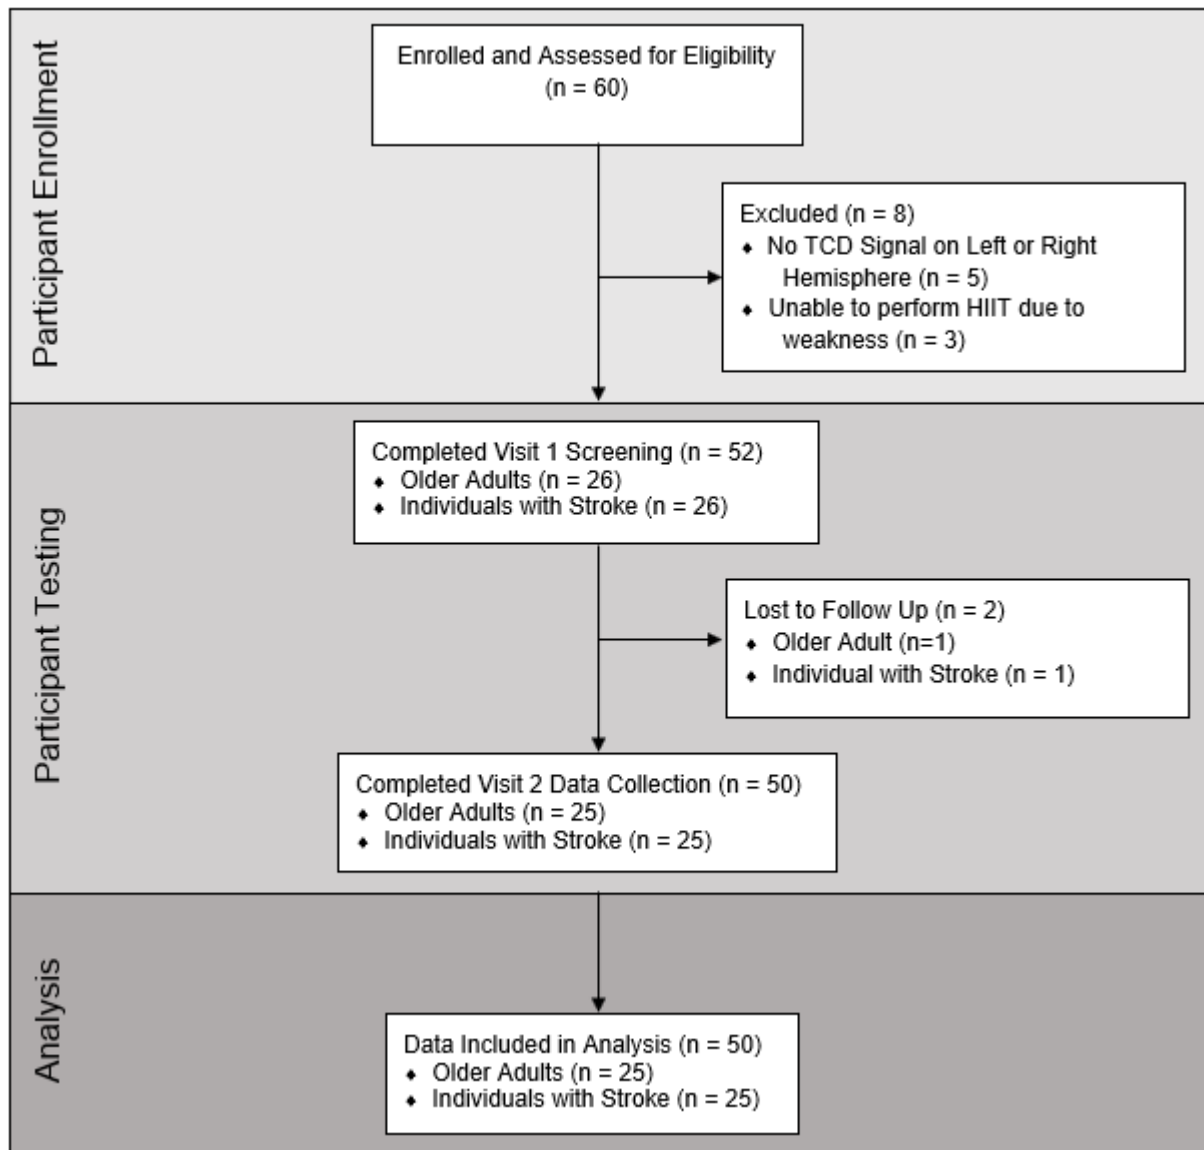 Participant Enrollment
Enrolled and Assessed for Eligibility
(n = 60)
Excluded (n = 8)
♦ No TCD Signal on Left or Right
Hemisphere (n = 5)
♦ Unable to perform HIIT due to
weakness (n = 3)
Participant Testing
Completed Visit 1 Screening (n = 52)
♦ Older Adults (n = 26)
♦ Individuals with Stroke (n = 26)
Lost to Follow Up (n = 2)
♦ Older Adult (n=1)
♦ Individual with Stroke (n = 1)
Completed Visit 2 Data Collection (n = 50)
♦ Older Adults (n = 25)
♦ Individuals with Stroke (n = 25)
Analysis
Data Included in Analysis (n = 50)
♦ Older Adults (n = 25)
♦ Individuals with Stroke (n = 25)